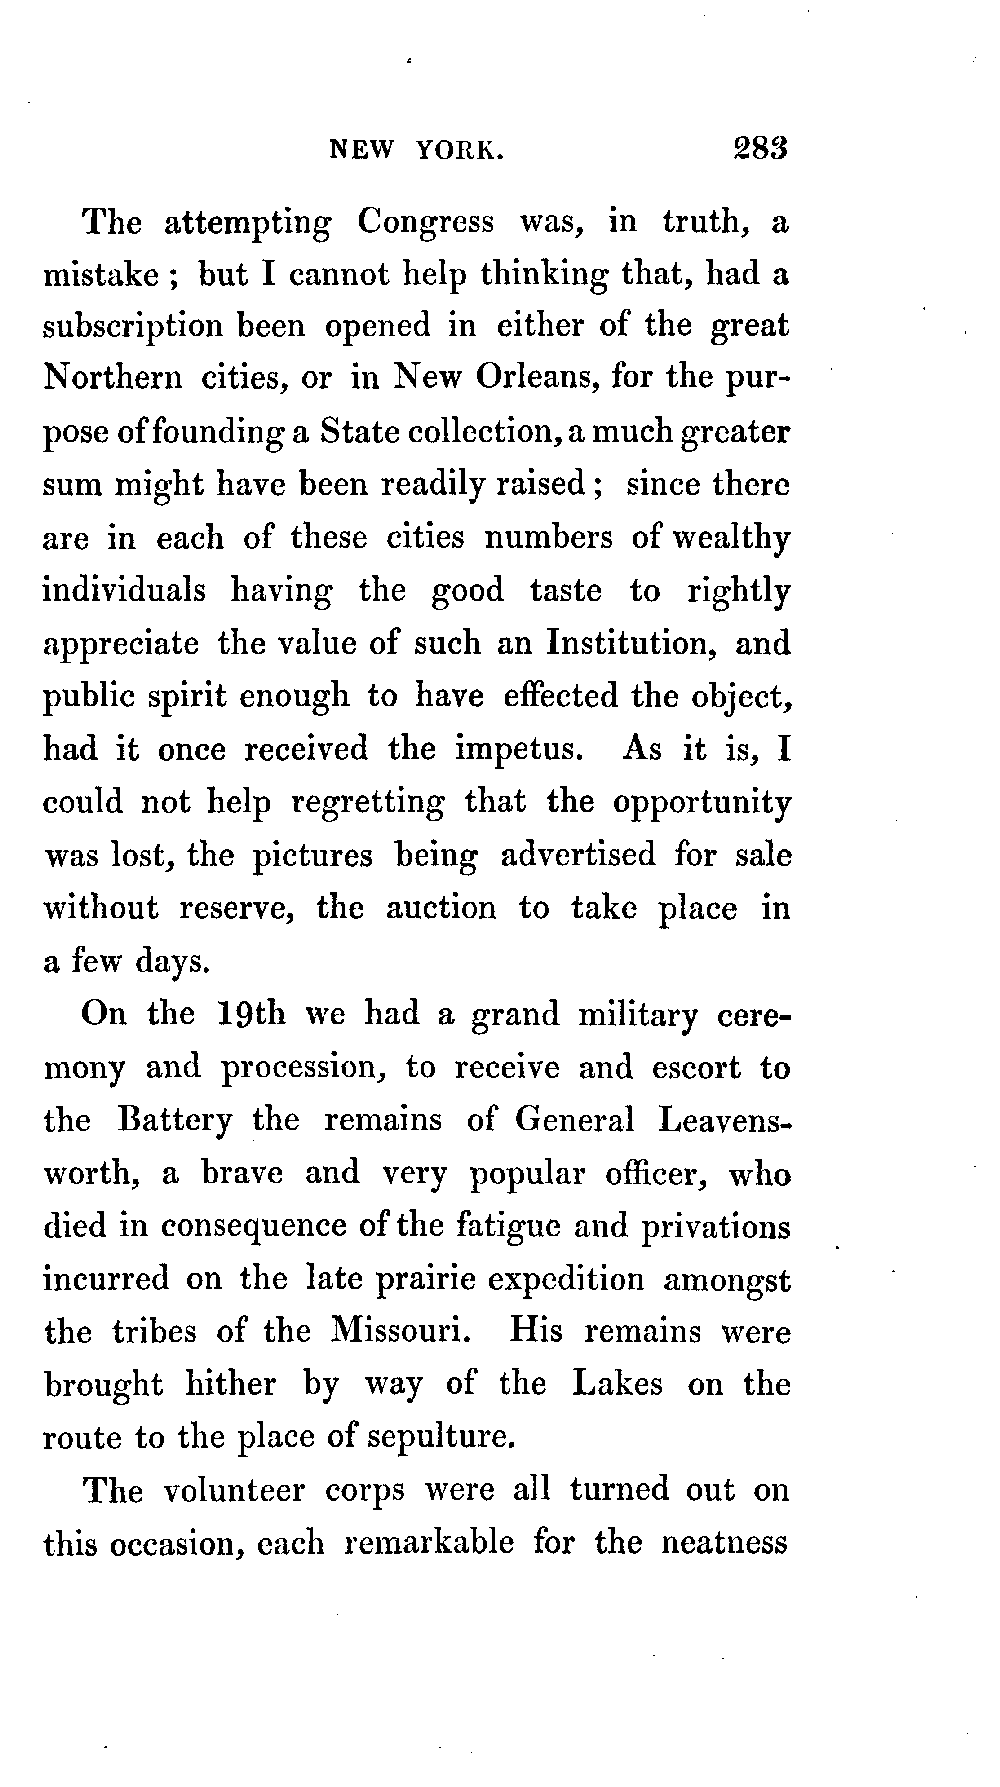 NEW YORK. 283
The attempting Congress was, in truth, a
mistake ; but I cannot help thinking that, had a
subscription been opened in either of the great
Northern cities, or in New Orleans, for the pur-
pose of founding a State collection, a much greater
sum might have been readily raised ; since there
are in each of these cities numbers of wealthy
individuals having the good taste to rightly
appreciate the value of such an Institution, and
public spirit enough to have effected the object,
had it once received the impetus. As it is, I
could not help regretting that the opportunity
was lost, the pictures being advertised for sale
without reserve, the auction to take place in
a few days.
On the 19th we had a grand military cere-
mony and procession, to receive and escort to
the Battery the remains of General Leavens-
worth, a brave and very popular officer, who
died in consequence of the fatigue and privations
incurred on the late prairie expedition amongst
the tribes of the Missouri. His remains were
brought hither by way of the Lakes on the
route to the place of sepulture.
The volunteer corps were all turned out on
this occasion, each remarkable for the neatness